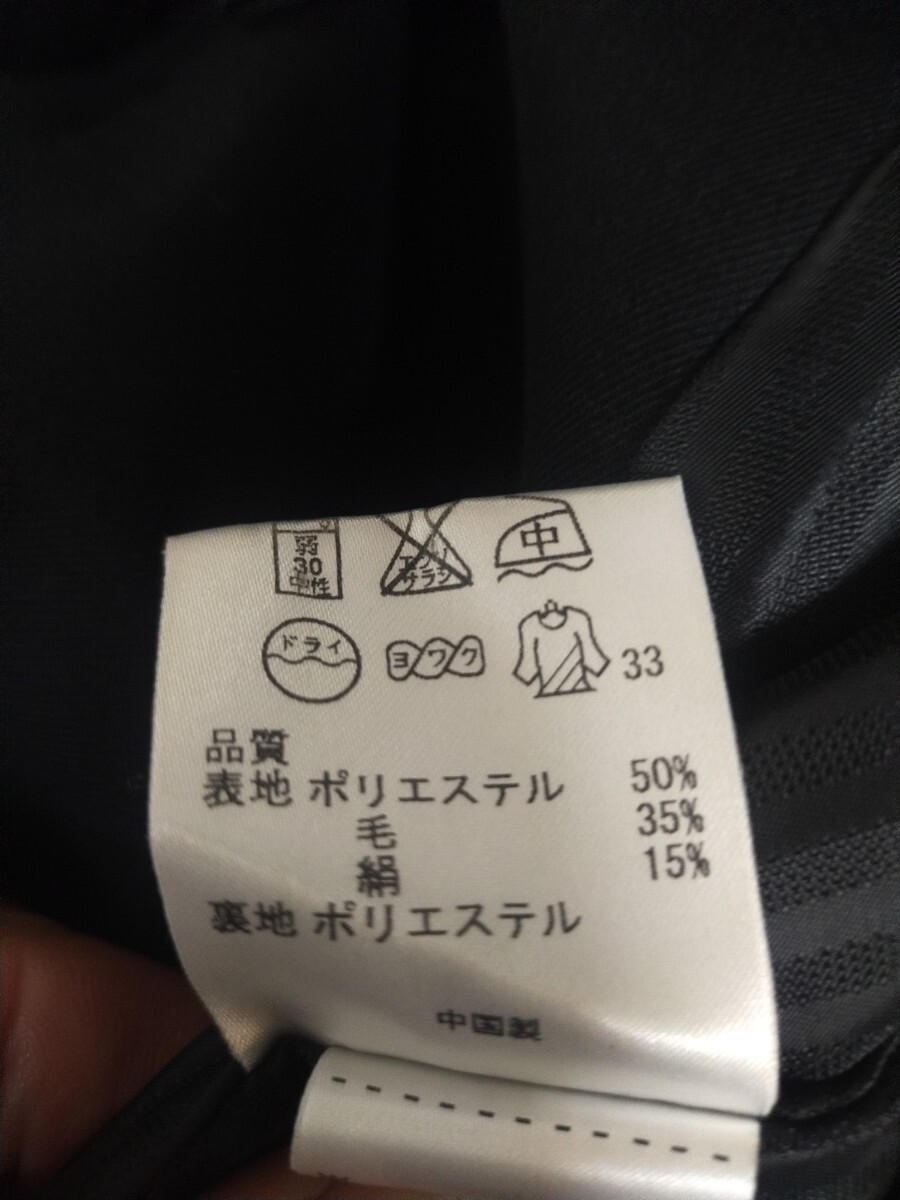 弱
30
中性
エンソ
サラシ
中
ドライ
ヨワク
33
品質
表地 ポリエステル 50%
毛 35%
絹 15%
裏地 ポリエステル
中国製